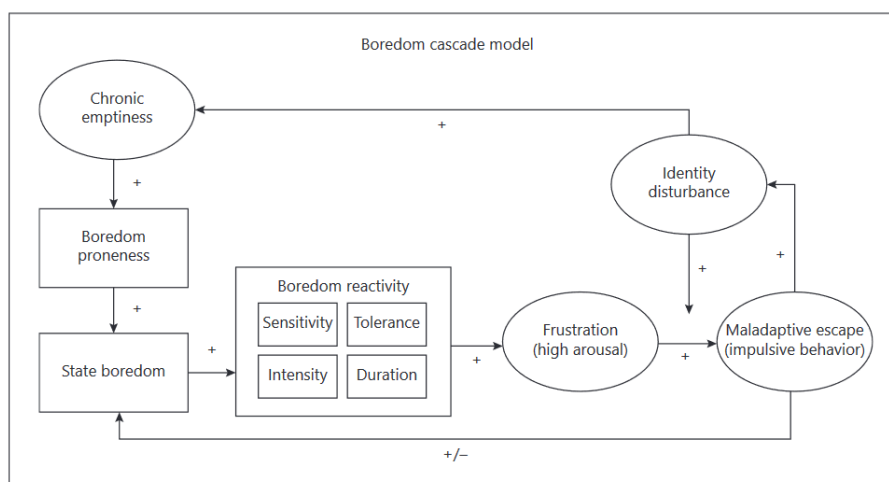 Boredom cascade model
Chronic
emptiness
+
Identity
disturbance
+
Boredom
proneness
+
+
+
Boredom reactivity
Sensitivity
Tolerance
Intensity
Duration
State boredom
+
+
Frustration
(high arousal)
+
Maladaptive escape
(impulsive behavior)
+/–